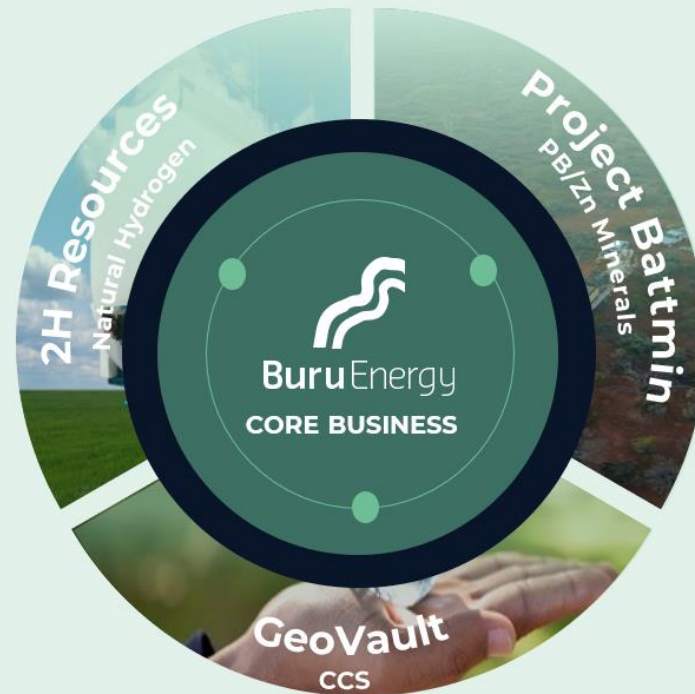 2H Resources
Natural Hydrogen
Project Battmin
PB/Zn Minerals
BuruEnergy
CORE BUSINESS
GeoVault
CCS